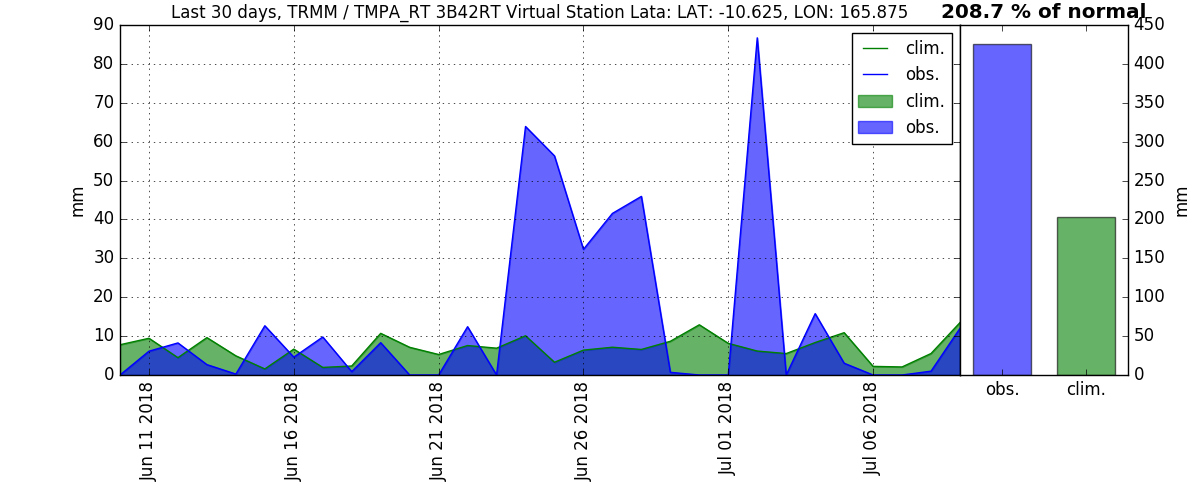 Last 30 days, TRMM / TMPA_RT 3B42RT Virtual Station Lata: LAT: -10.625, LON: 165.875
208.7 % of normal
90
80
70
60
50
40
30
20
10
0
mm
clim.
obs.
clim.
obs.
450
400
350
300
250
200
150
100
50
0
mm
Jun 11 2018
Jun 16 2018
Jun 21 2018
Jun 26 2018
Jul 01 2018
Jul 06 2018
obs.
clim.